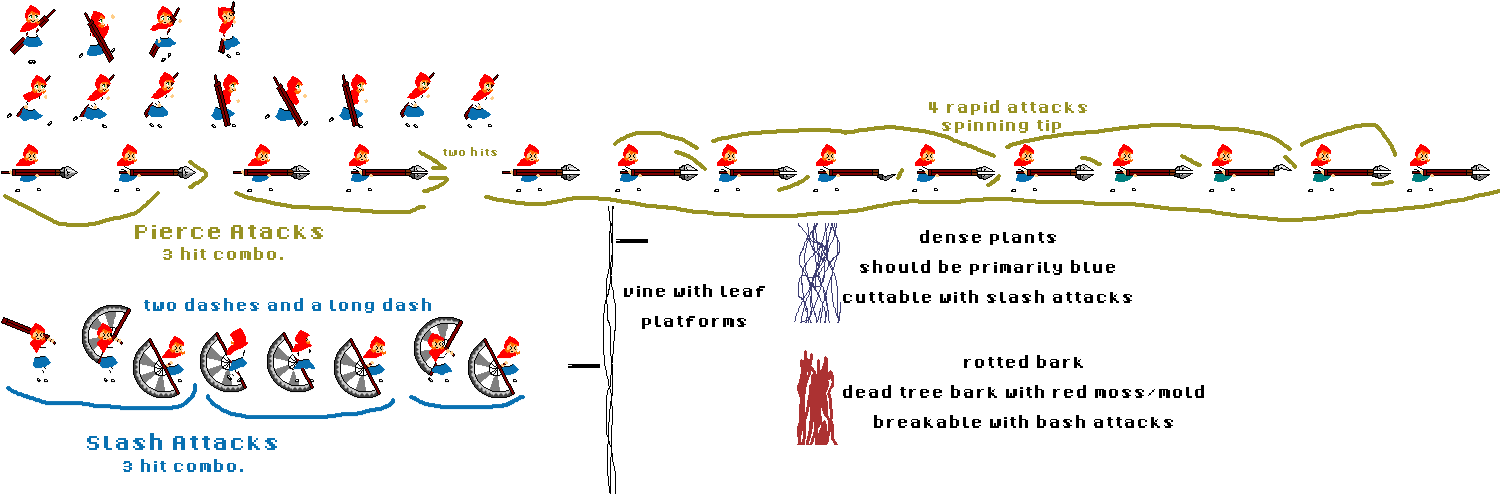 4 rapid attacks
spinning tip
two hits
Pierce Atacks
3 hit combo.
two dashes and a long dash
Slash Attacks
3 hit combo.
vine with leaf
platforms
dense plants
should be primarily blue
cuttable with slash attacks
rotted bark
dead tree bark with red moss/mold
breakable with bash attacks